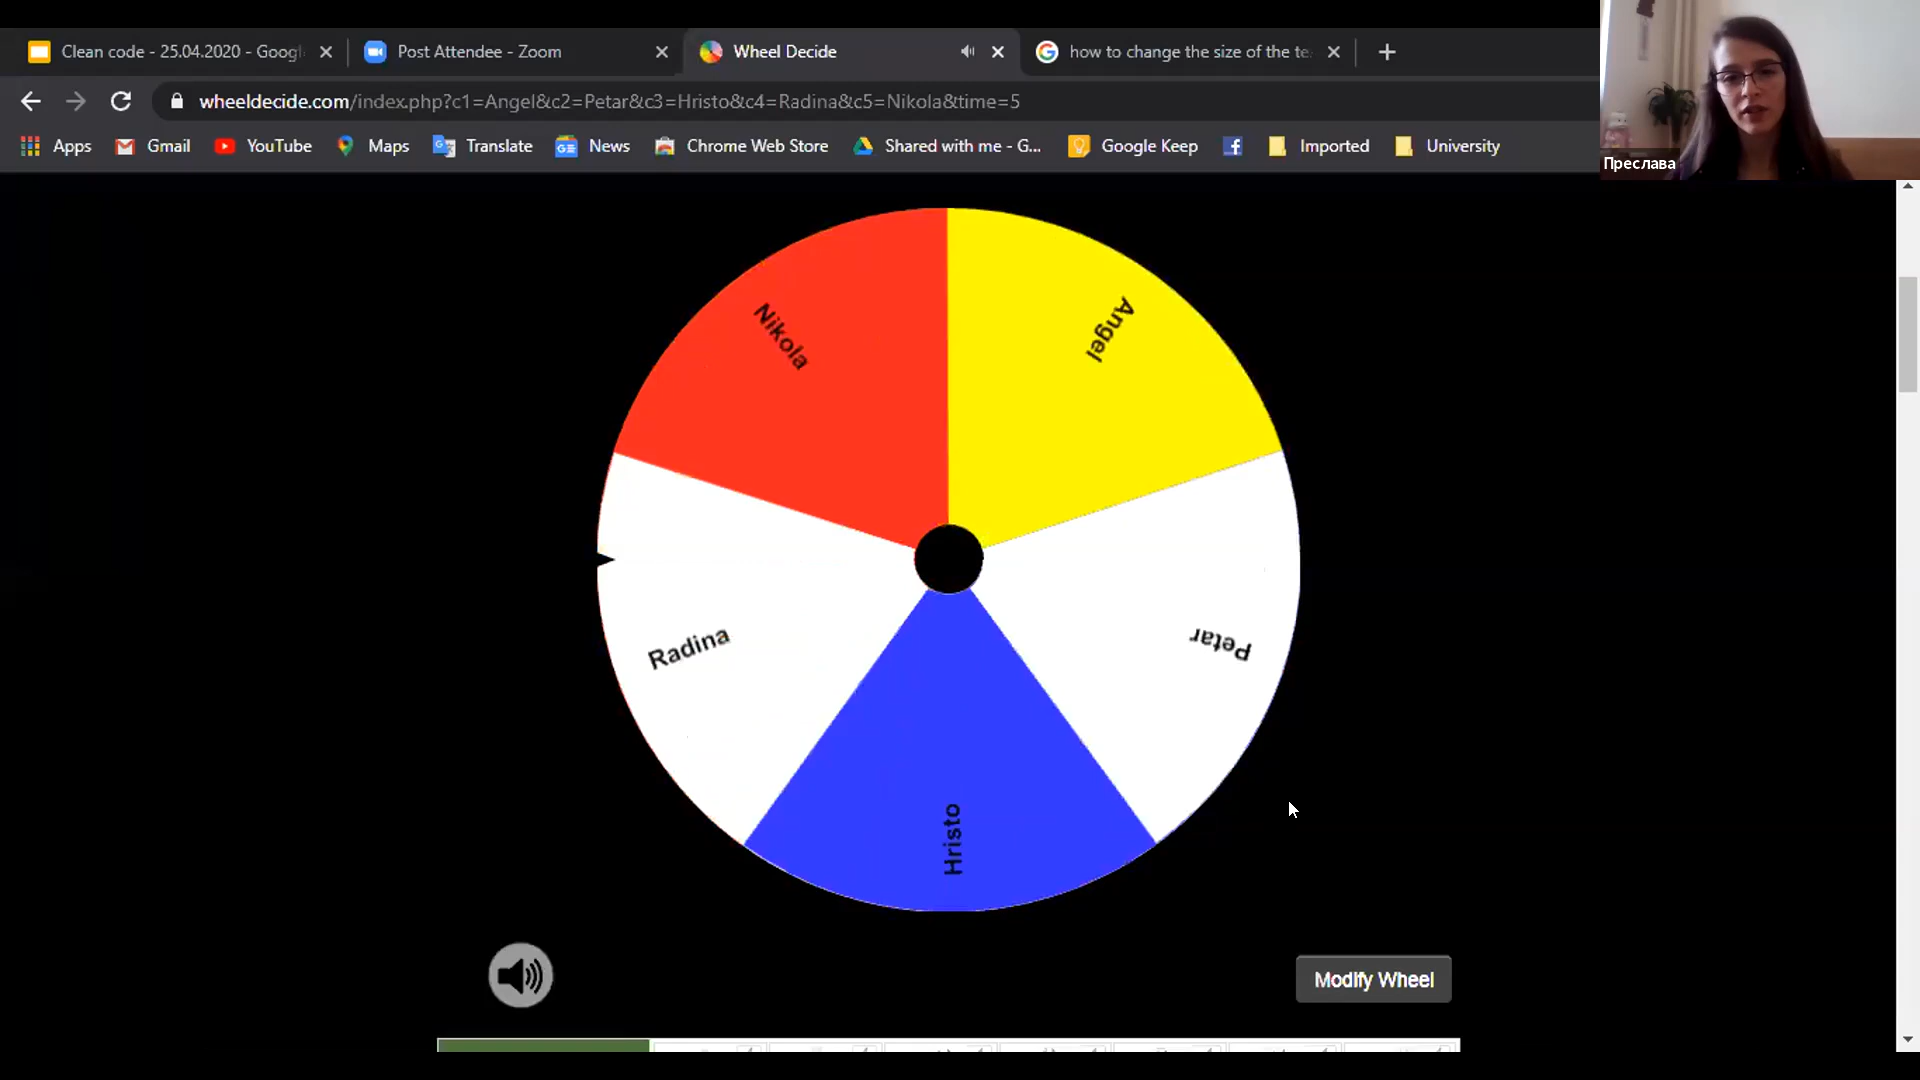 Clean code - 25.04.2020 - Googl
Post Attendee - Zoom
Wheel Decide
how to change the size of the te
wheeldecide.com/index.php?c1=Angel&c2=Petar&c3=Hristo&c4=Radina&c5=Nikola&time=5
Apps
Gmail
YouTube
Maps
Translate
News
Chrome Web Store
Shared with me - G...
Google Keep
Imported
University
Преслава
Nikola
Angel
Radina
Petar
Hristo
Modify Wheel